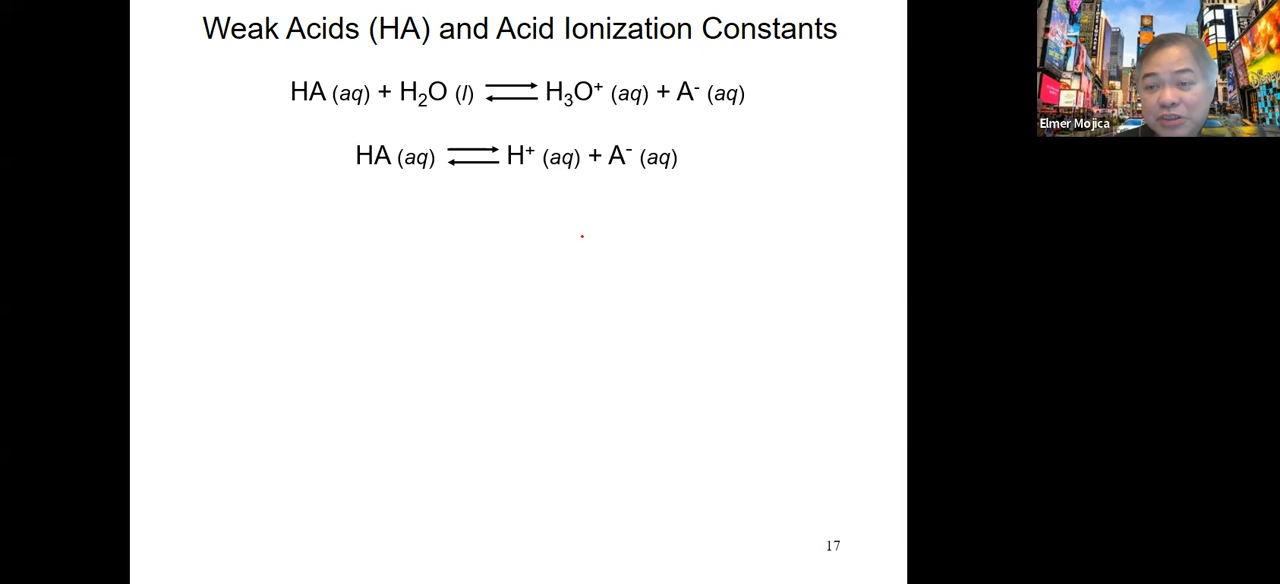 Weak Acids (HA) and Acid Ionization Constants
HA (aq) + H₂O (l) ⇌ H₃O⁺ (aq) + A⁻ (aq)
HA (aq) ⇌ H⁺ (aq) + A⁻ (aq)
17
Elmer Mojica